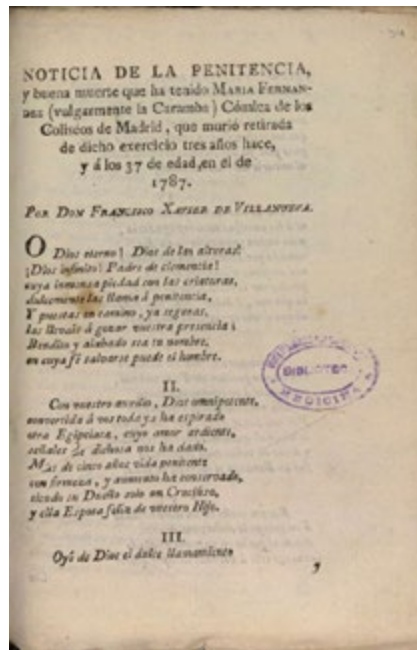 NOTICIA DE LA PENITENCIA,
y buena muerte que ha tenido MARIA FERNAN-
DEZ (vulgarmente la Caramba) Cómica de los
Coliséos de Madrid, que murió retirada
de dicho exercicio tres años hace,
y á los 37 de edad, en el de
1787.
POR DON FRANCISCO XAVIER DE VILLANUEVA.
O Dios eterno! Dios de las alturas!
¡Dios infinito! Padre de clemencia!
cuya inmensa piedad con las criaturas,
dulcemente las llama á penitencia,
Y puestas en camino, ya seguras,
las llevais á gozar vuestra presencia;
Bendito y alabado sea tu nombre,
en cuya fé salvarse puede el hombre.
II.
Con vuestro auxilio, Dios omnipotente,
convertida á vos toda ya ha espirado
otra Egipciaca, cuyo amor ardiente,
señales de dichosa nos ha dado.
Mas de cinco años vida penitente
con firmeza, y aumento ha conservado,
siendo su Dueño solo un Crucifixo,
y ella Esposa feliz de vuestro Hijo.
III.
Oyó de Dios el dulce llamamiento
BIBLIOTECA
MEDICINA